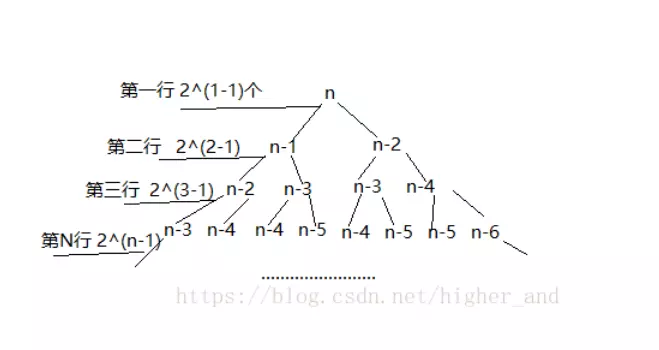 第一行 2^(1-1)个 n
第二行 2^(2-1) n-1 n-2
第三行 2^(3-1) n-2 n-3 n-3 n-4
第N行 2^(n-1) n-3 n-4 n-4 n-5 n-4 n-5 n-5 n-6
........................
https://blog.csdn.net/higher_and